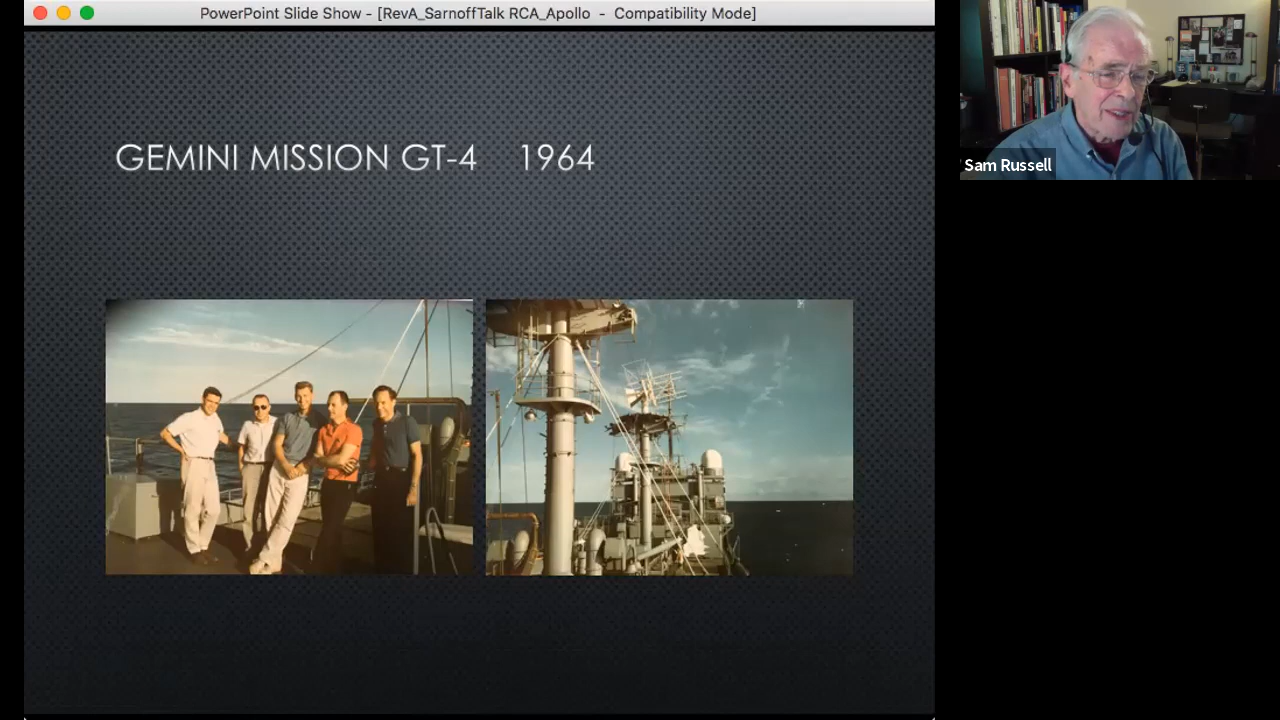 PowerPoint Slide Show - [RevA_SarnoffTalk RCA_Apollo - Compatibility Mode]
GEMINI MISSION GT-4 1964
Sam Russell